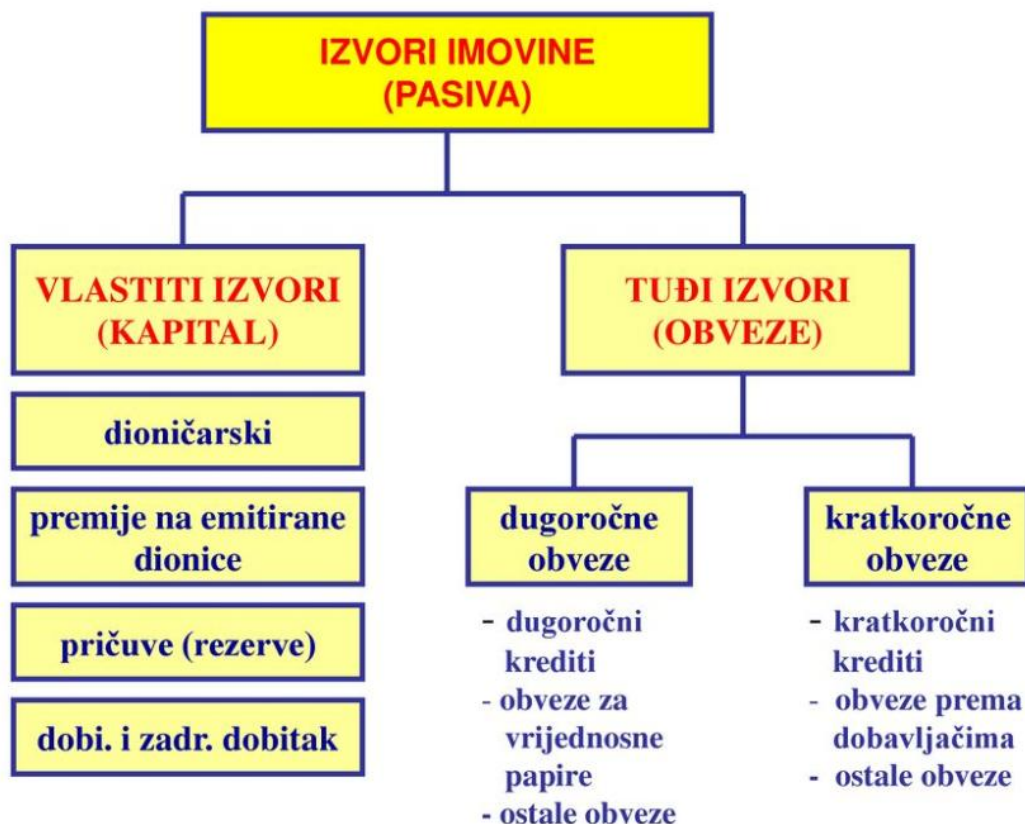 IZVORI IMOVINE
(PASIVA)
VLASTITI IZVORI
(KAPITAL)
dioničarski
premije na emitirane
dionice
pričuve (rezerve)
dobi. i zadr. dobitak
TUĐI IZVORI
(OBVEZE)
dugoročne
obveze
- dugoročni
krediti
- obveze za
vrijednosne
papire
- ostale obveze
kratkoročne
obveze
- kratkoročni
krediti
- obveze prema
dobavljačima
- ostale obveze